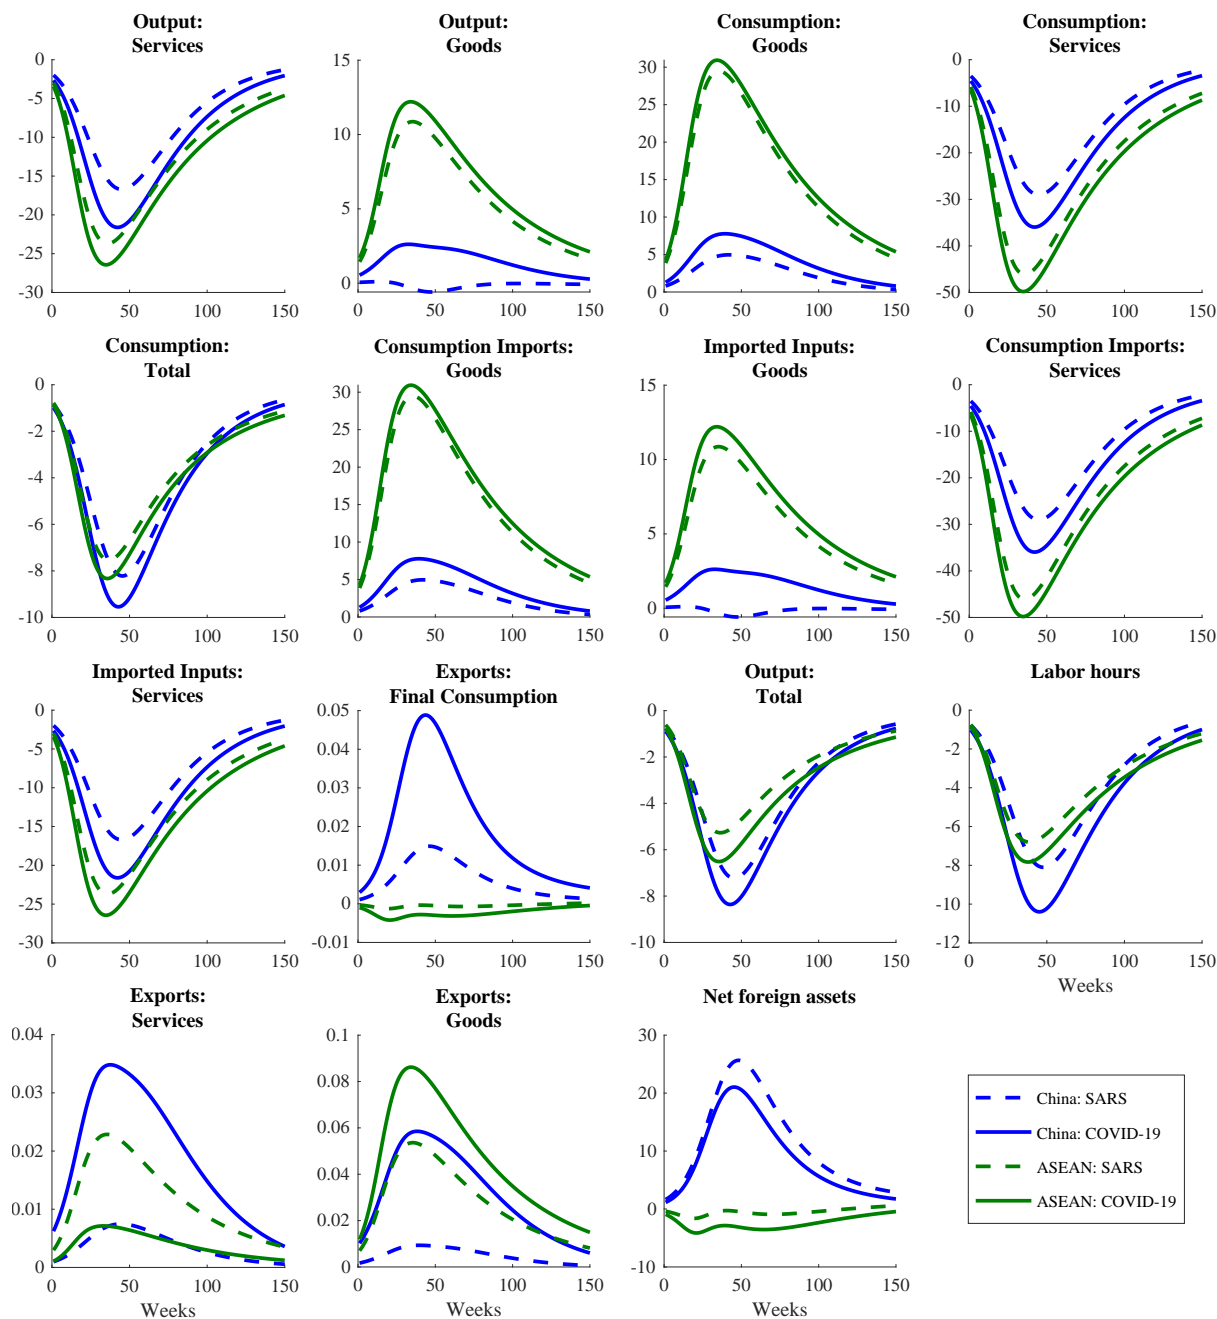 Output:
Services
0
-5
-10
-15
-20
-25
-30
0 50 100 150
Output:
Goods
15
10
5
0
0 50 100 150
Consumption:
Goods
30
25
20
15
10
5
0
0 50 100 150
Consumption:
Services
0
-10
-20
-30
-40
-50
0 50 100 150
Consumption:
Total
0
-2
-4
-6
-8
-10
0 50 100 150
Consumption Imports:
Goods
30
25
20
15
10
5
0
0 50 100 150
Imported Inputs:
Goods
15
10
5
0
0 50 100 150
Consumption Imports:
Services
0
-10
-20
-30
-40
-50
0 50 100 150
Imported Inputs:
Services
0
-5
-10
-15
-20
-25
-30
0 50 100 150
Exports:
Final Consumption
0.05
0.04
0.03
0.02
0.01
0
-0.01
0 50 100 150
Output:
Total
0
-2
-4
-6
-8
-10
0 50 100 150
Labor hours
0
-2
-4
-6
-8
-10
-12
0 50 100 150
Weeks
Exports:
Services
0.04
0.03
0.02
0.01
0
0 50 100 150
Weeks
Exports:
Goods
0.1
0.08
0.06
0.04
0.02
0
0 50 100 150
Weeks
Net foreign assets
30
20
10
0
-10
0 50 100 150
Weeks
China: SARS
China: COVID-19
ASEAN: SARS
ASEAN: COVID-19